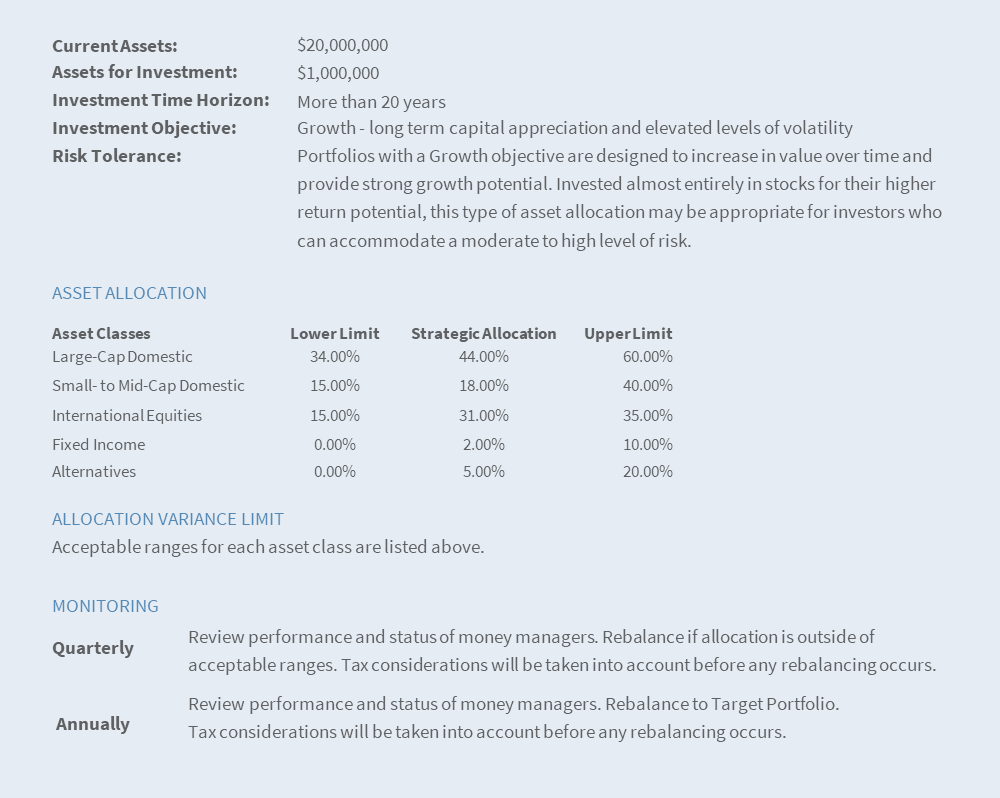 Current Assets: $20,000,000
Assets for Investment: $1,000,000
Investment Time Horizon: More than 20 years
Investment Objective: Growth - long term capital appreciation and elevated levels of volatility
Risk Tolerance: Portfolios with a Growth objective are designed to increase in value over time and
provide strong growth potential. Invested almost entirely in stocks for their higher
return potential, this type of asset allocation may be appropriate for investors who
can accommodate a moderate to high level of risk.
ASSET ALLOCATION
Asset Classes Lower Limit Strategic Allocation Upper Limit
Large-Cap Domestic 34.00% 44.00% 60.00%
Small- to Mid-Cap Domestic 15.00% 18.00% 40.00%
International Equities 15.00% 31.00% 35.00%
Fixed Income 0.00% 2.00% 10.00%
Alternatives 0.00% 5.00% 20.00%
ALLOCATION VARIANCE LIMIT
Acceptable ranges for each asset class are listed above.
MONITORING
Quarterly Review performance and status of money managers. Rebalance if allocation is outside of
acceptable ranges. Tax considerations will be taken into account before any rebalancing occurs.
Annually Review performance and status of money managers. Rebalance to Target Portfolio.
Tax considerations will be taken into account before any rebalancing occurs.